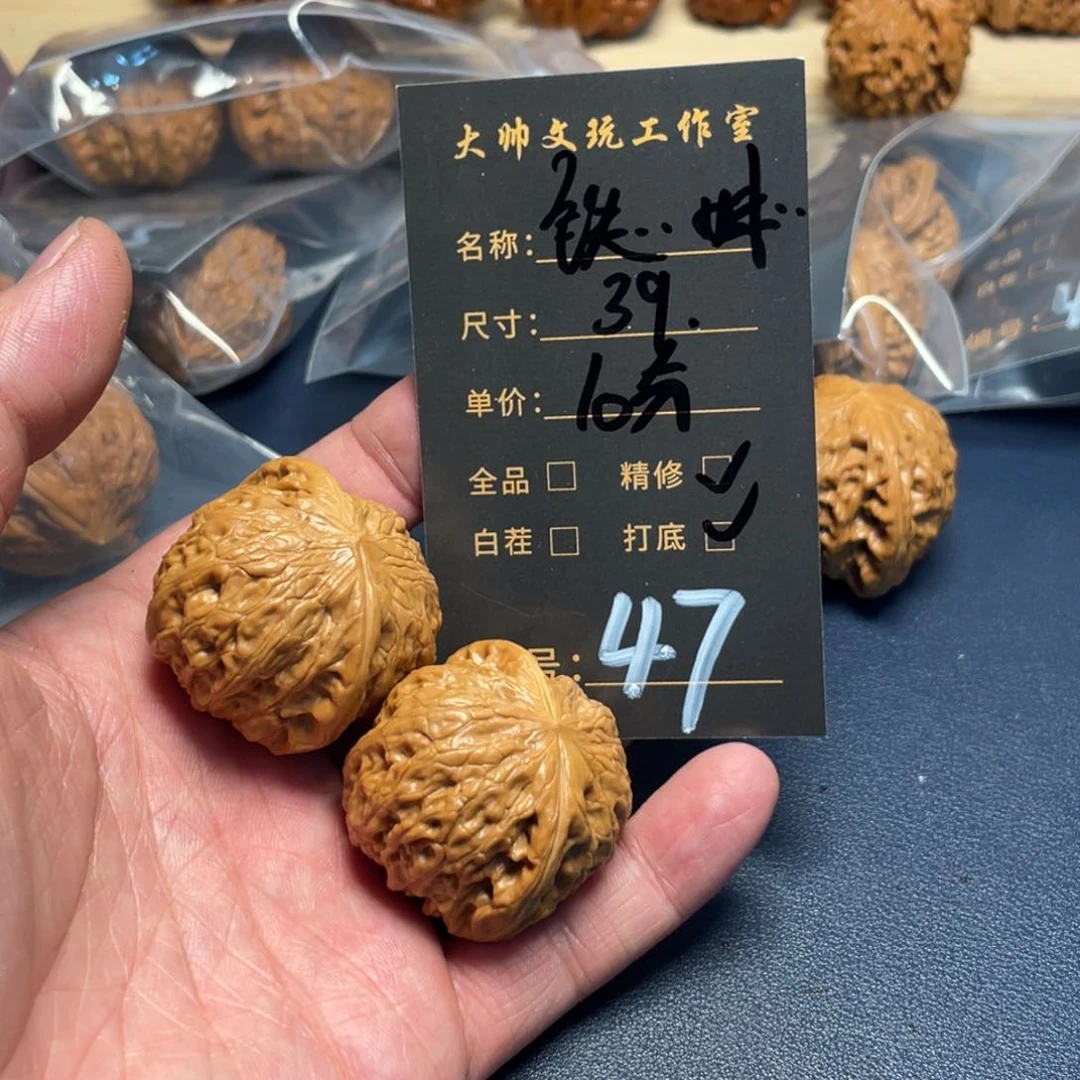 大帅文玩工作室
名称：铁
尺寸：39.
单价：
全品 □ 精修 ☑
白茬 □ 打底 ☑
号：47